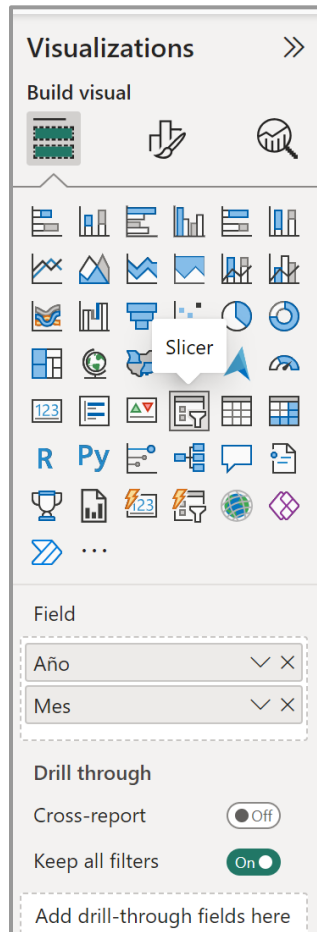 Visualizations
Build visual
Slicer
123
R Py
123
...
Field
Año
Mes
Drill through
Cross-report Off
Keep all filters On
Add drill-through fields here